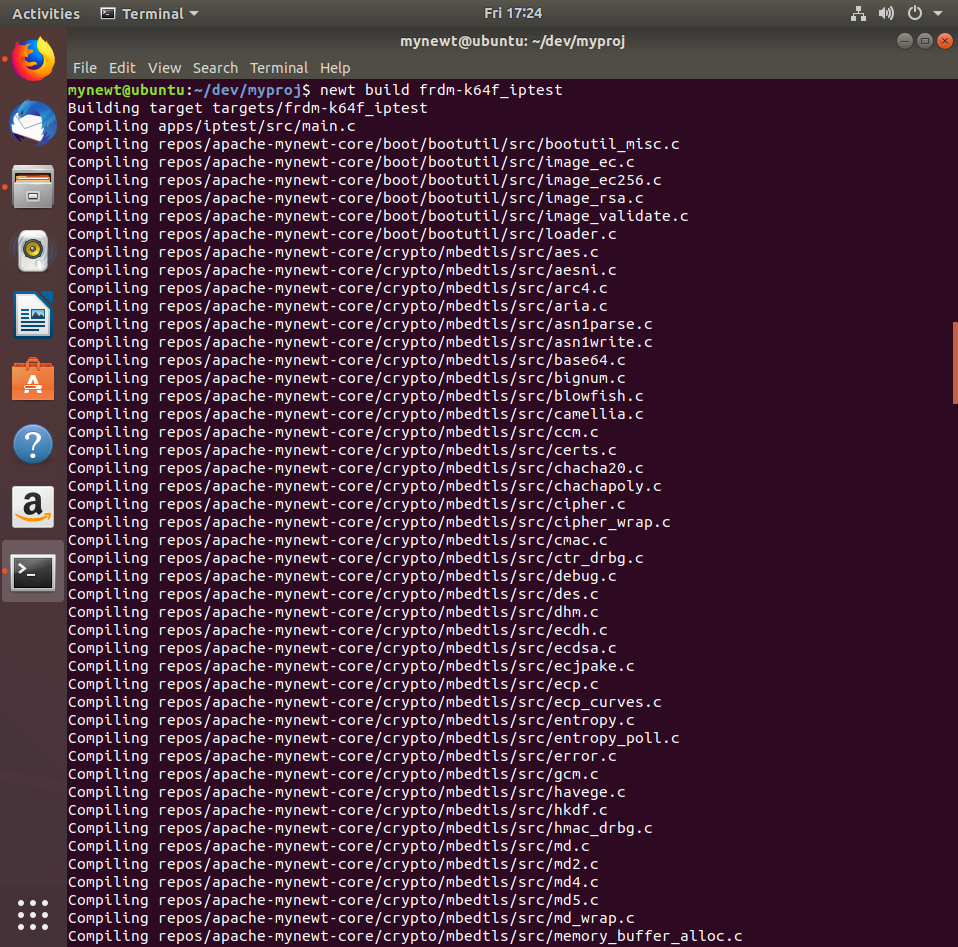 Activities Terminal Fri 17:24
mynewt@ubuntu: ~/dev/myproj
File Edit View Search Terminal Help
mynewt@ubuntu:~/dev/myproj$ newt build frdm-k64f_iptest
Building target targets/frdm-k64f_iptest
Compiling apps/iptest/src/main.c
Compiling repos/apache-mynewt-core/boot/bootutil/src/bootutil_misc.c
Compiling repos/apache-mynewt-core/boot/bootutil/src/image_ec.c
Compiling repos/apache-mynewt-core/boot/bootutil/src/image_ec256.c
Compiling repos/apache-mynewt-core/boot/bootutil/src/image_rsa.c
Compiling repos/apache-mynewt-core/boot/bootutil/src/image_validate.c
Compiling repos/apache-mynewt-core/boot/bootutil/src/loader.c
Compiling repos/apache-mynewt-core/crypto/mbedtls/src/aes.c
Compiling repos/apache-mynewt-core/crypto/mbedtls/src/aesni.c
Compiling repos/apache-mynewt-core/crypto/mbedtls/src/arc4.c
Compiling repos/apache-mynewt-core/crypto/mbedtls/src/aria.c
Compiling repos/apache-mynewt-core/crypto/mbedtls/src/asn1parse.c
Compiling repos/apache-mynewt-core/crypto/mbedtls/src/asn1write.c
Compiling repos/apache-mynewt-core/crypto/mbedtls/src/base64.c
Compiling repos/apache-mynewt-core/crypto/mbedtls/src/bignum.c
Compiling repos/apache-mynewt-core/crypto/mbedtls/src/blowfish.c
Compiling repos/apache-mynewt-core/crypto/mbedtls/src/camellia.c
Compiling repos/apache-mynewt-core/crypto/mbedtls/src/ccm.c
Compiling repos/apache-mynewt-core/crypto/mbedtls/src/certs.c
Compiling repos/apache-mynewt-core/crypto/mbedtls/src/chacha20.c
Compiling repos/apache-mynewt-core/crypto/mbedtls/src/chachapoly.c
Compiling repos/apache-mynewt-core/crypto/mbedtls/src/cipher.c
Compiling repos/apache-mynewt-core/crypto/mbedtls/src/cipher_wrap.c
Compiling repos/apache-mynewt-core/crypto/mbedtls/src/cmac.c
Compiling repos/apache-mynewt-core/crypto/mbedtls/src/ctr_drbg.c
Compiling repos/apache-mynewt-core/crypto/mbedtls/src/debug.c
Compiling repos/apache-mynewt-core/crypto/mbedtls/src/des.c
Compiling repos/apache-mynewt-core/crypto/mbedtls/src/dhm.c
Compiling repos/apache-mynewt-core/crypto/mbedtls/src/ecdh.c
Compiling repos/apache-mynewt-core/crypto/mbedtls/src/ecdsa.c
Compiling repos/apache-mynewt-core/crypto/mbedtls/src/ecjpake.c
Compiling repos/apache-mynewt-core/crypto/mbedtls/src/ecp.c
Compiling repos/apache-mynewt-core/crypto/mbedtls/src/ecp_curves.c
Compiling repos/apache-mynewt-core/crypto/mbedtls/src/entropy.c
Compiling repos/apache-mynewt-core/crypto/mbedtls/src/entropy_poll.c
Compiling repos/apache-mynewt-core/crypto/mbedtls/src/error.c
Compiling repos/apache-mynewt-core/crypto/mbedtls/src/gcm.c
Compiling repos/apache-mynewt-core/crypto/mbedtls/src/havege.c
Compiling repos/apache-mynewt-core/crypto/mbedtls/src/hkdf.c
Compiling repos/apache-mynewt-core/crypto/mbedtls/src/hmac_drbg.c
Compiling repos/apache-mynewt-core/crypto/mbedtls/src/md.c
Compiling repos/apache-mynewt-core/crypto/mbedtls/src/md2.c
Compiling repos/apache-mynewt-core/crypto/mbedtls/src/md4.c
Compiling repos/apache-mynewt-core/crypto/mbedtls/src/md5.c
Compiling repos/apache-mynewt-core/crypto/mbedtls/src/md_wrap.c
Compiling repos/apache-mynewt-core/crypto/mbedtls/src/memory_buffer_alloc.c